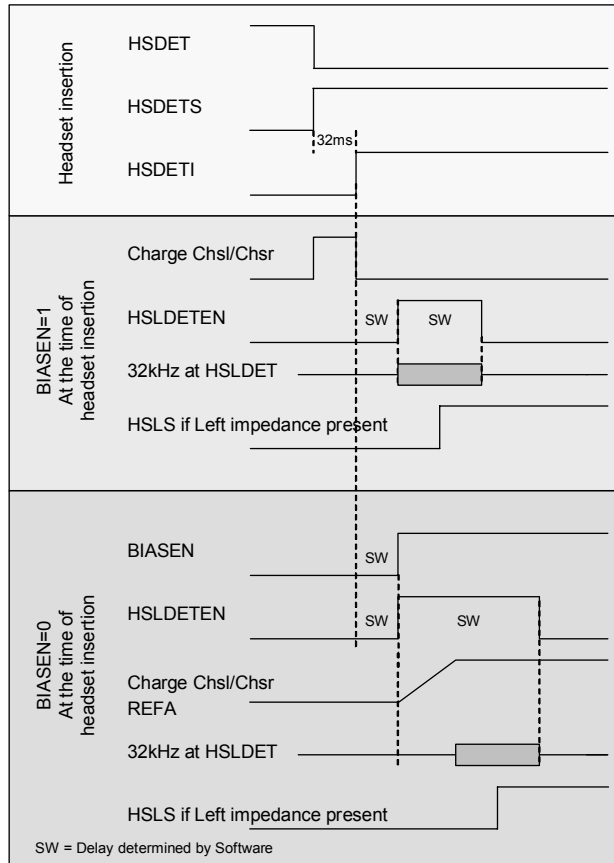 Headset insertion
HSDET
HSDETS
32ms
HSDETI
BIASEN=1
At the time of
headset insertion
Charge Chsl/Chsr
HSLDETEN
SW
SW
32kHz at HSLDET
HSLS if Left impedance present
BIASEN=0
At the time of
headset insertion
BIASEN
SW
HSLDETEN
SW
SW
Charge Chsl/Chsr
REFA
32kHz at HSLDET
HSLS if Left impedance present
SW = Delay determined by Software